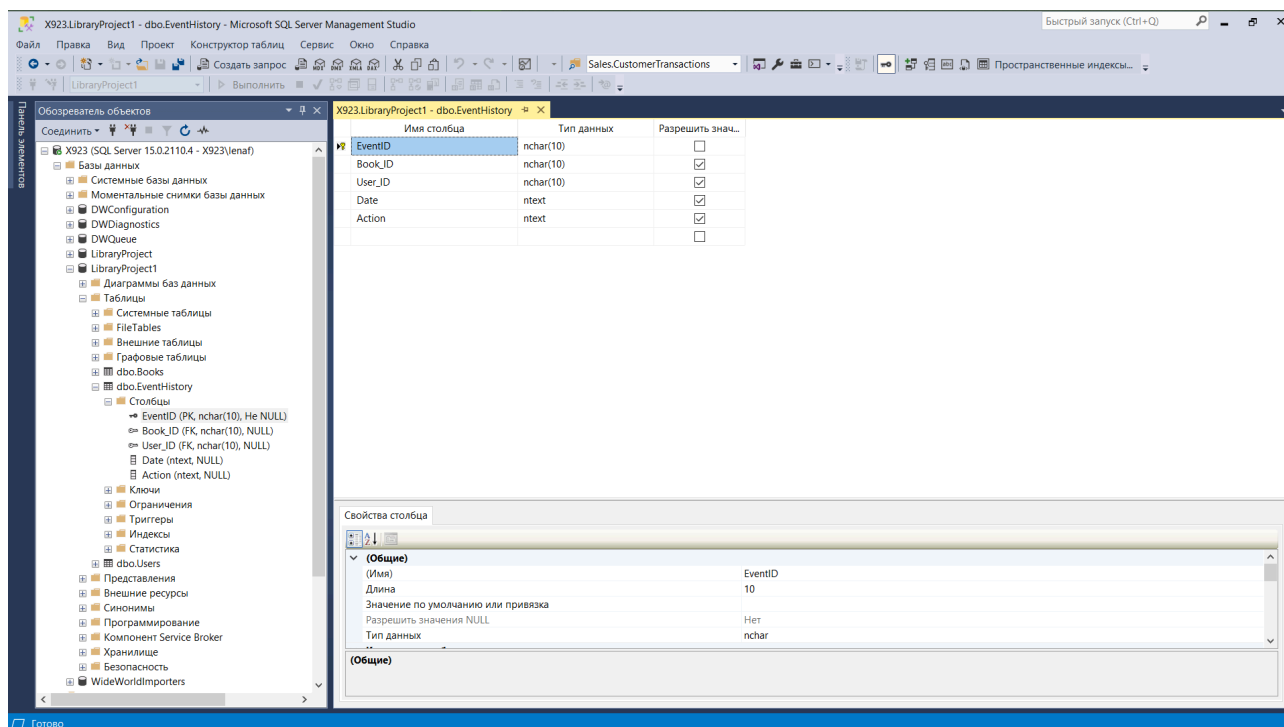 X923.LibraryProject1 - dbo.EventHistory - Microsoft SQL Server Management Studio
Быстрый запуск (Ctrl+Q)
Файл Правка Вид Проект Конструктор таблиц Сервис Окно Справка
Создать запрос Sales.CustomerTransactions Пространственные индексы...
LibraryProject1 Выполнить
Панель элементов
Обозреватель объектов
Соединить
X923 (SQL Server 15.0.2110.4 - X923\lenaf)
Базы данных
Системные базы данных
Моментальные снимки базы данных
DWConfiguration
DWDiagnostics
DWQueue
LibraryProject
LibraryProject1
Диаграммы баз данных
Таблицы
Системные таблицы
FileTables
Внешние таблицы
Графовые таблицы
dbo.Books
dbo.EventHistory
Столбцы
EventID (PK, nchar(10), Не NULL)
Book_ID (FK, nchar(10), NULL)
User_ID (FK, nchar(10), NULL)
Date (ntext, NULL)
Action (ntext, NULL)
Ключи
Ограничения
Триггеры
Индексы
Статистика
dbo.Users
Представления
Внешние ресурсы
Синонимы
Программирование
Компонент Service Broker
Хранилище
Безопасность
WideWorldImporters
X923.LibraryProject1 - dbo.EventHistory
Имя столбца Тип данных Разрешить знач...
EventID nchar(10)
Book_ID nchar(10)
User_ID nchar(10)
Date ntext
Action ntext
Свойства столбца
(Общие)
(Имя) EventID
Длина 10
Значение по умолчанию или привязка
Разрешить значения NULL Нет
Тип данных nchar
(Общие)
Готово